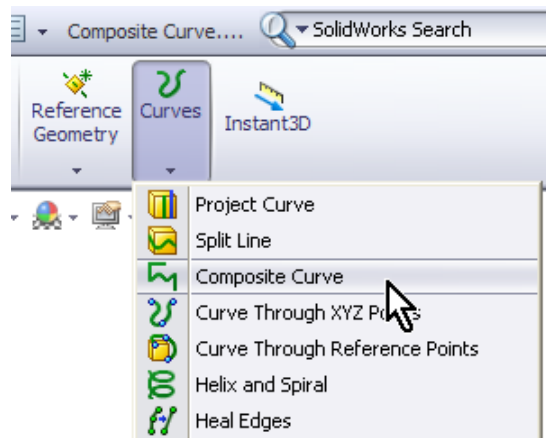 Composite Curve.... SolidWorks Search
Reference Geometry
Curves
Instant3D
Project Curve
Split Line
Composite Curve
Curve Through XYZ Points
Curve Through Reference Points
Helix and Spiral
Heal Edges